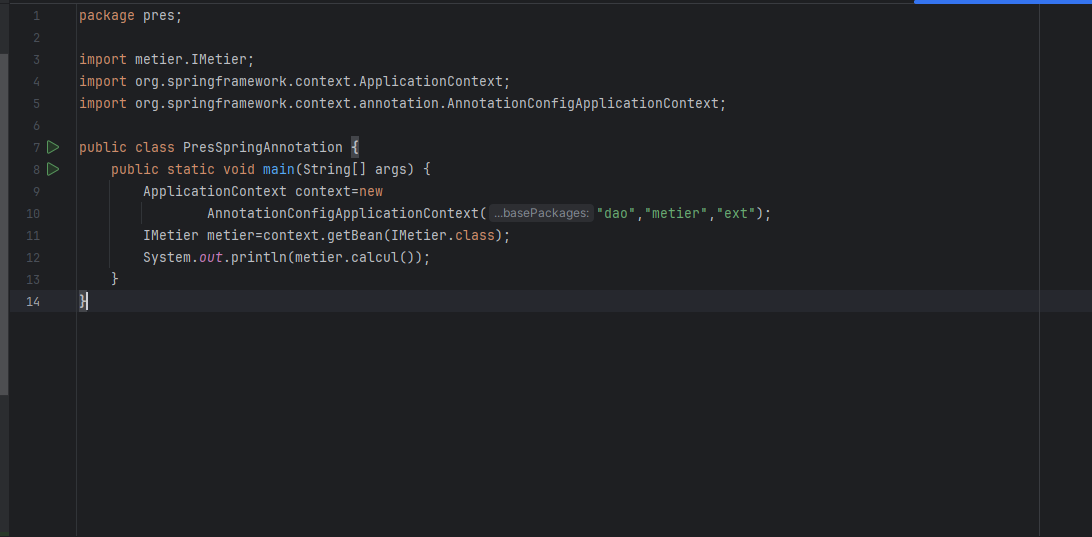 1 package pres;
2
3 import metier.IMetier;
4 import org.springframework.context.ApplicationContext;
5 import org.springframework.context.annotation.AnnotationConfigApplicationContext;
6
7 public class PresSpringAnnotation {
8 public static void main(String[] args) {
9 ApplicationContext context=new
10 AnnotationConfigApplicationContext( ...basePackages: "dao","metier","ext");
11 IMetier metier=context.getBean(IMetier.class);
12 System.out.println(metier.calcul());
13 }
14 }